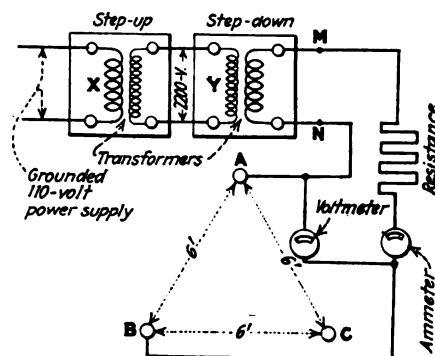 Step-up
Step-down
X
2200-V.
Y
M
N
Transformers
Grounded
110-volt
power supply
Resistance
A
Voltmeter
6'
6'
Ammeter
B
6'
C